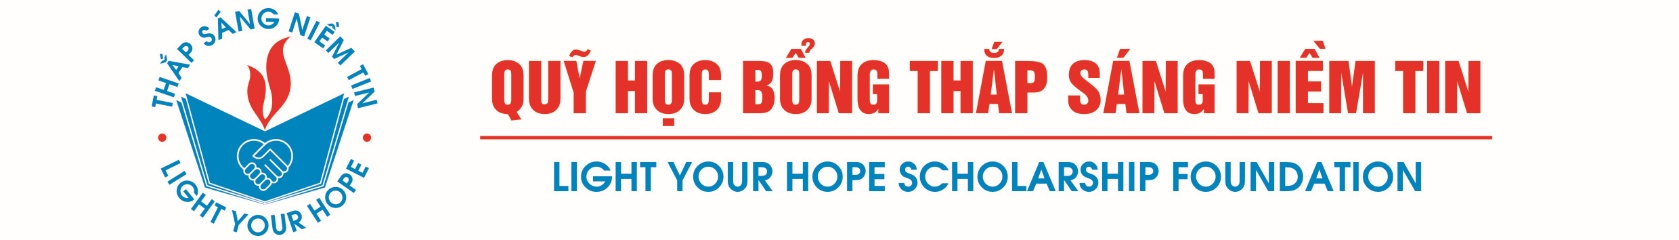 THẮP SÁNG NIỀM TIN
LIGHT YOUR HOPE
QUỸ HỌC BỔNG THẮP SÁNG NIỀM TIN
LIGHT YOUR HOPE SCHOLARSHIP FOUNDATION